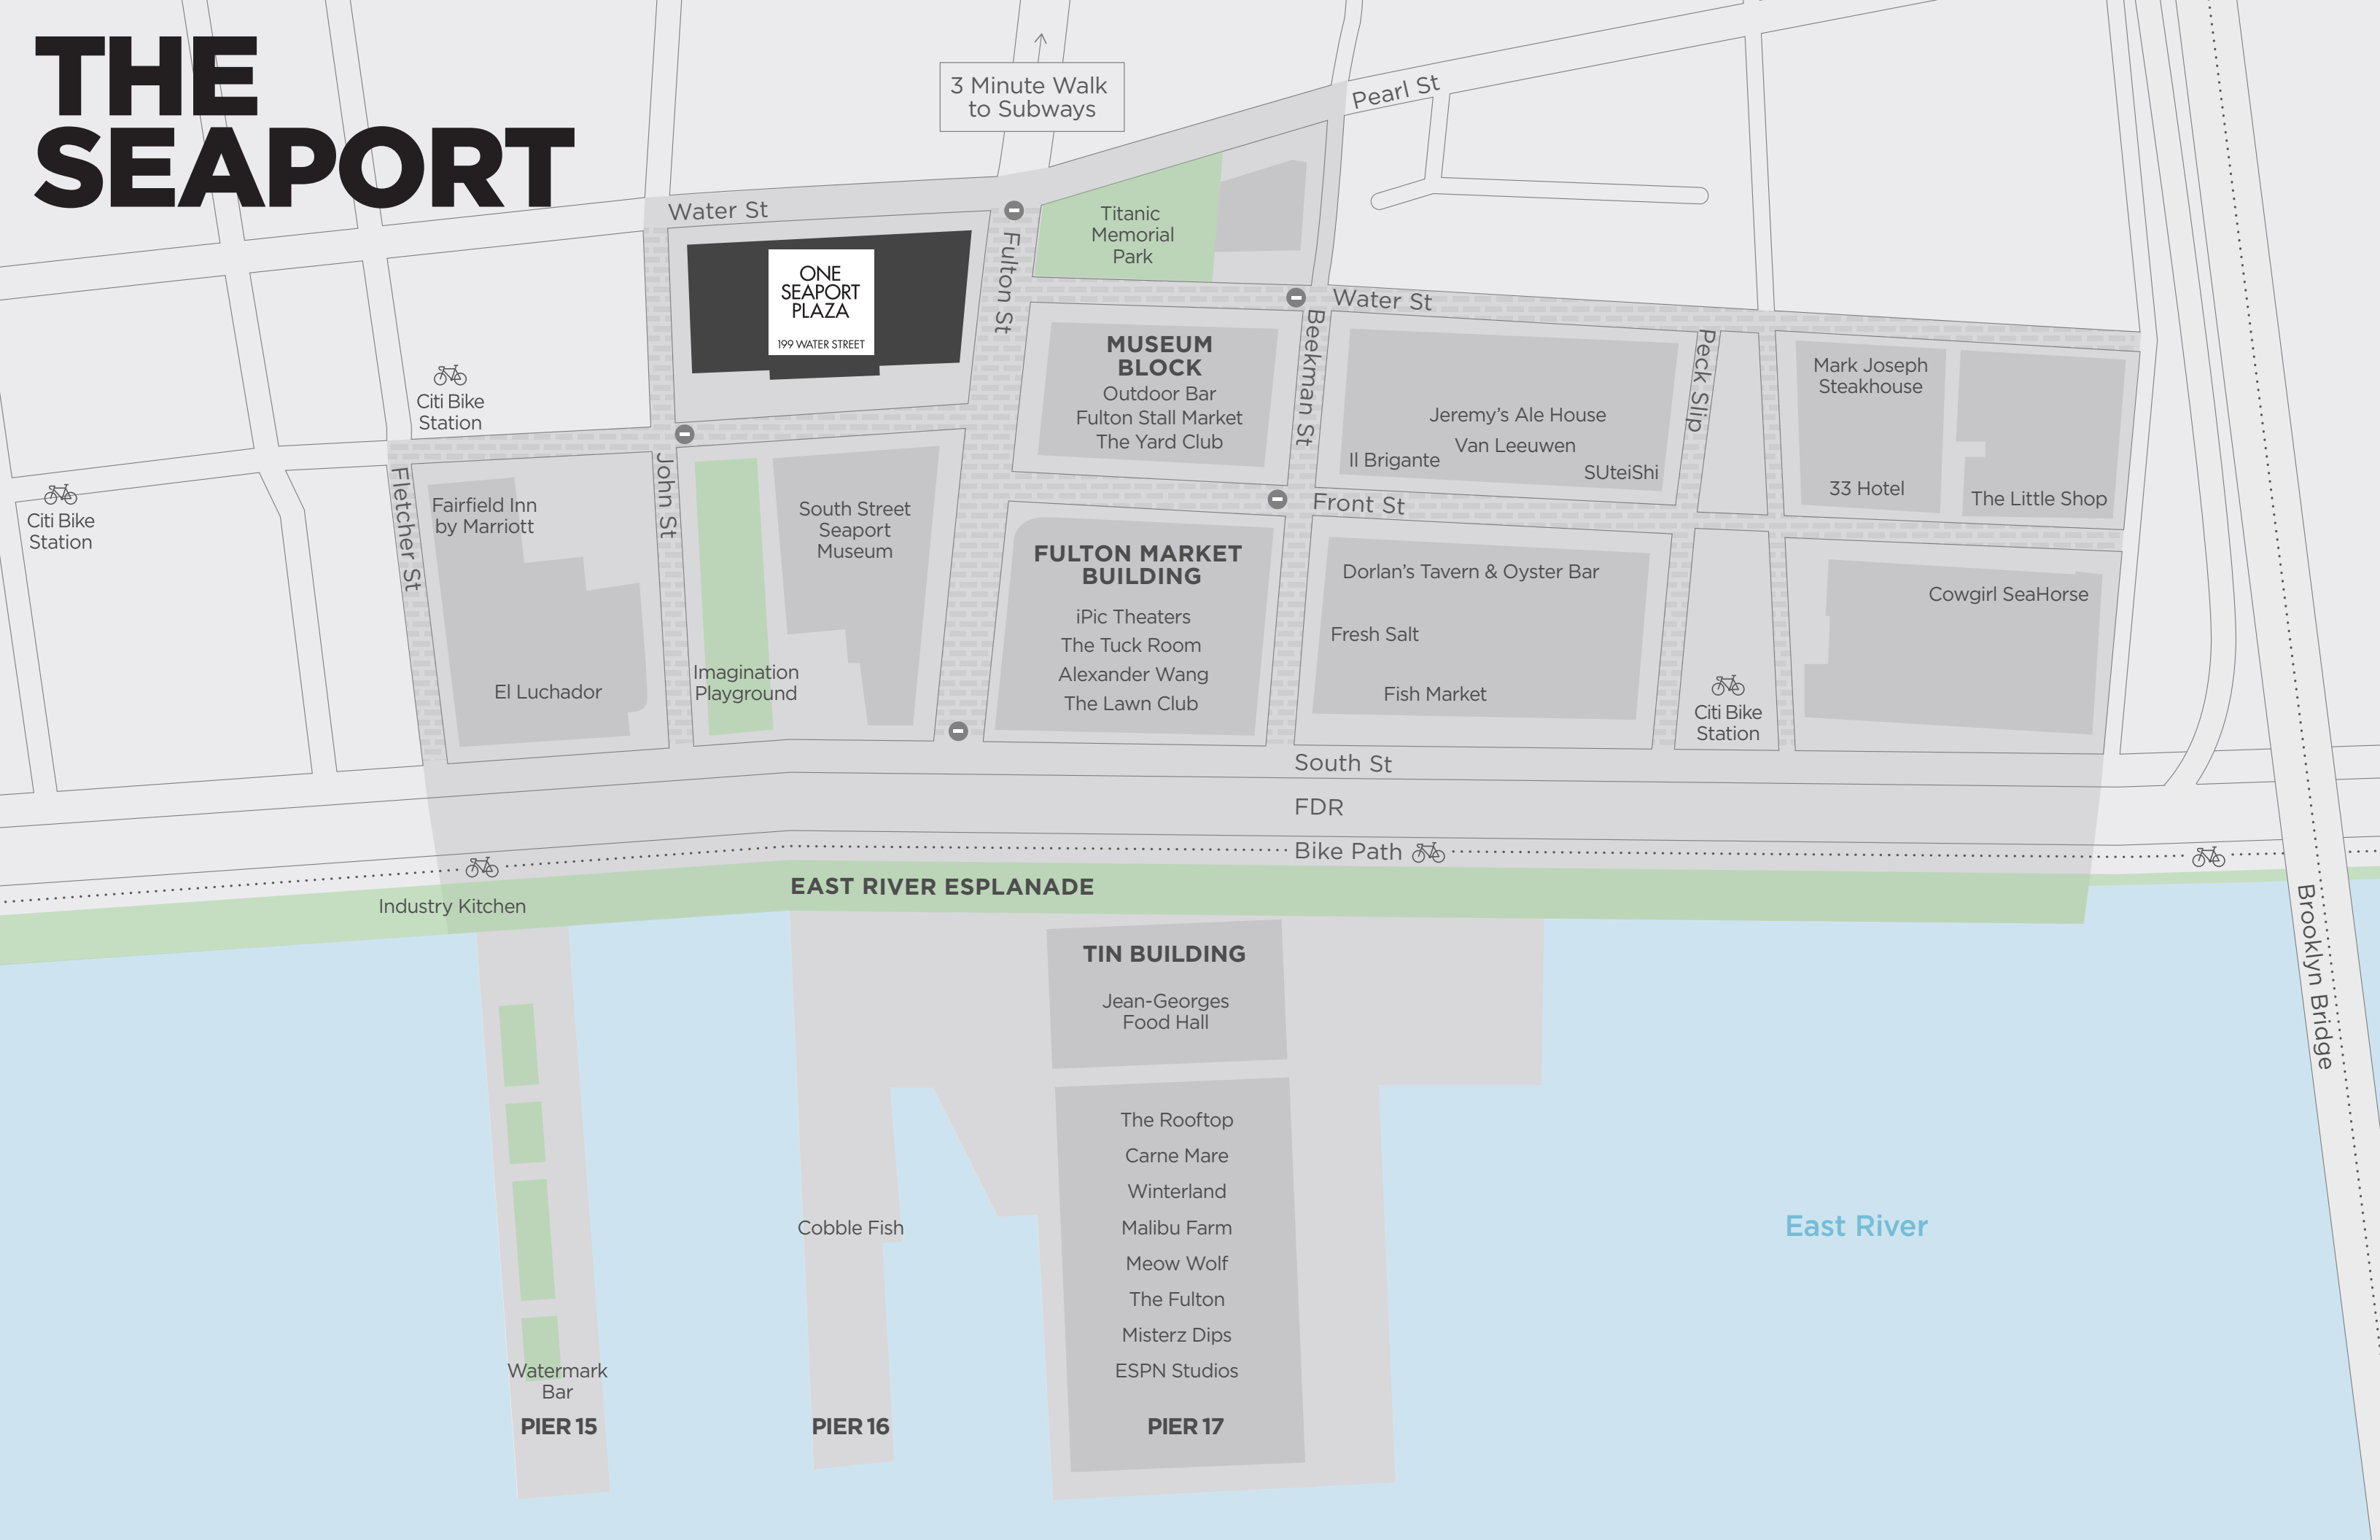 THE
SEAPORT
3 Minute Walk
to Subways
Pearl St
Water St
Fulton St
Titanic
Memorial
Park
ONE
SEAPORT
PLAZA
199 WATER STREET
Water St
Beekman St
Peck Slip
MUSEUM
BLOCK
Outdoor Bar
Fulton Stall Market
The Yard Club
Jeremy's Ale House
Van Leeuwen
Il Brigante
SUteiShi
Mark Joseph
Steakhouse
33 Hotel
The Little Shop
Citi Bike
Station
Citi Bike
Station
Fletcher St
Fairfield Inn
by Marriott
El Luchador
John St
South Street
Seaport
Museum
Imagination
Playground
Front St
FULTON MARKET
BUILDING
iPic Theaters
The Tuck Room
Alexander Wang
The Lawn Club
Dorlan's Tavern & Oyster Bar
Fresh Salt
Fish Market
Citi Bike
Station
Cowgirl SeaHorse
South St
FDR
Bike Path
EAST RIVER ESPLANADE
Industry Kitchen
Brooklyn Bridge
TIN BUILDING
Jean-Georges
Food Hall
The Rooftop
Carne Mare
Winterland
Malibu Farm
Meow Wolf
The Fulton
Misterz Dips
ESPN Studios
Cobble Fish
East River
Watermark
Bar
PIER 15
PIER 16
PIER 17